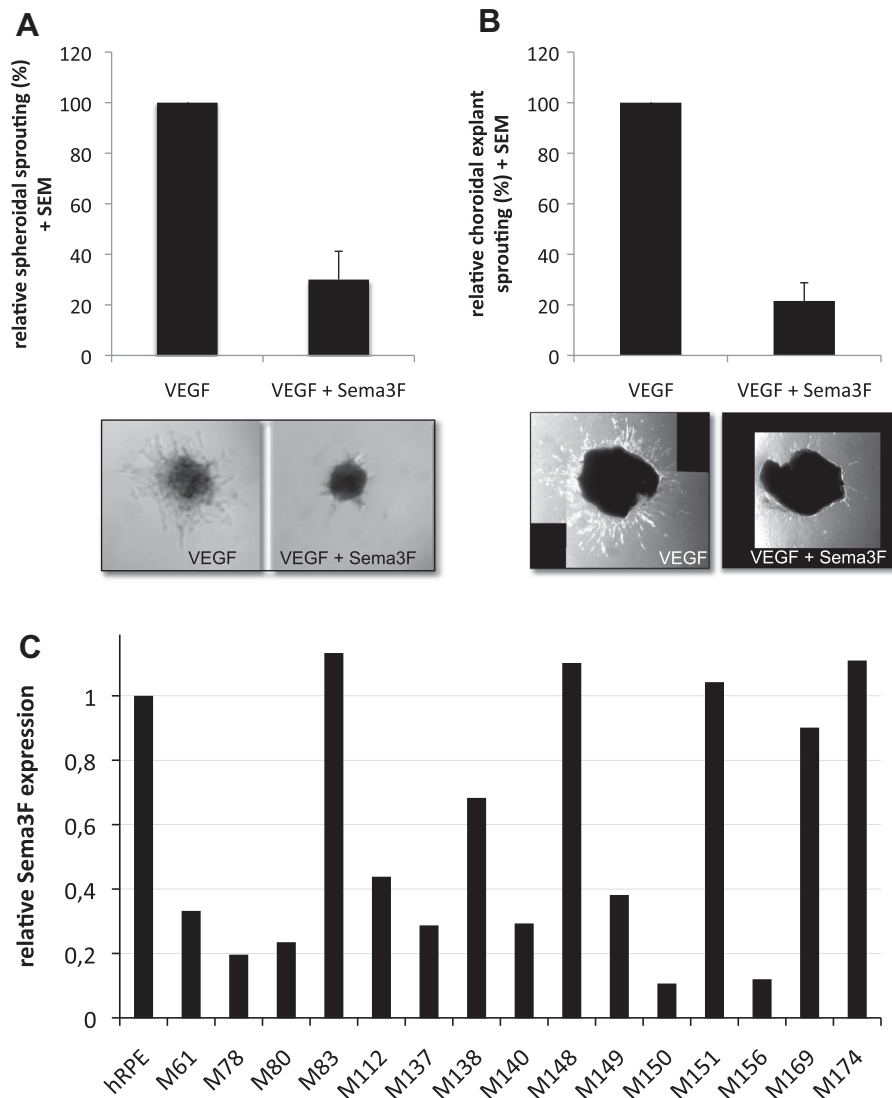 A
relative spheroidal sprouting (%)
+ SEM
120
100
80
60
40
20
0
VEGF
VEGF + Sema3F
VEGF
VEGF + Sema3F
B
relative choroidal explant
sprouting (%) + SEM
120
100
80
60
40
20
0
VEGF
VEGF + Sema3F
VEGF
VEGF + Sema3F
C
relative Sema3F expression
1
0,8
0,6
0,4
0,2
0
hRPE
M61
M78
M80
M83
M112
M137
M138
M140
M148
M149
M150
M151
M156
M169
M174